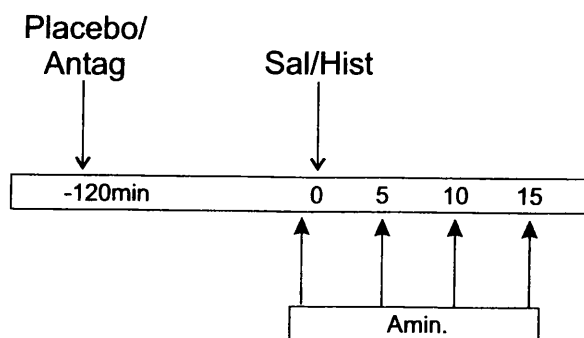 Placebo/
Antag
Sal/Hist
-120min 0 5 10 15
Amin.